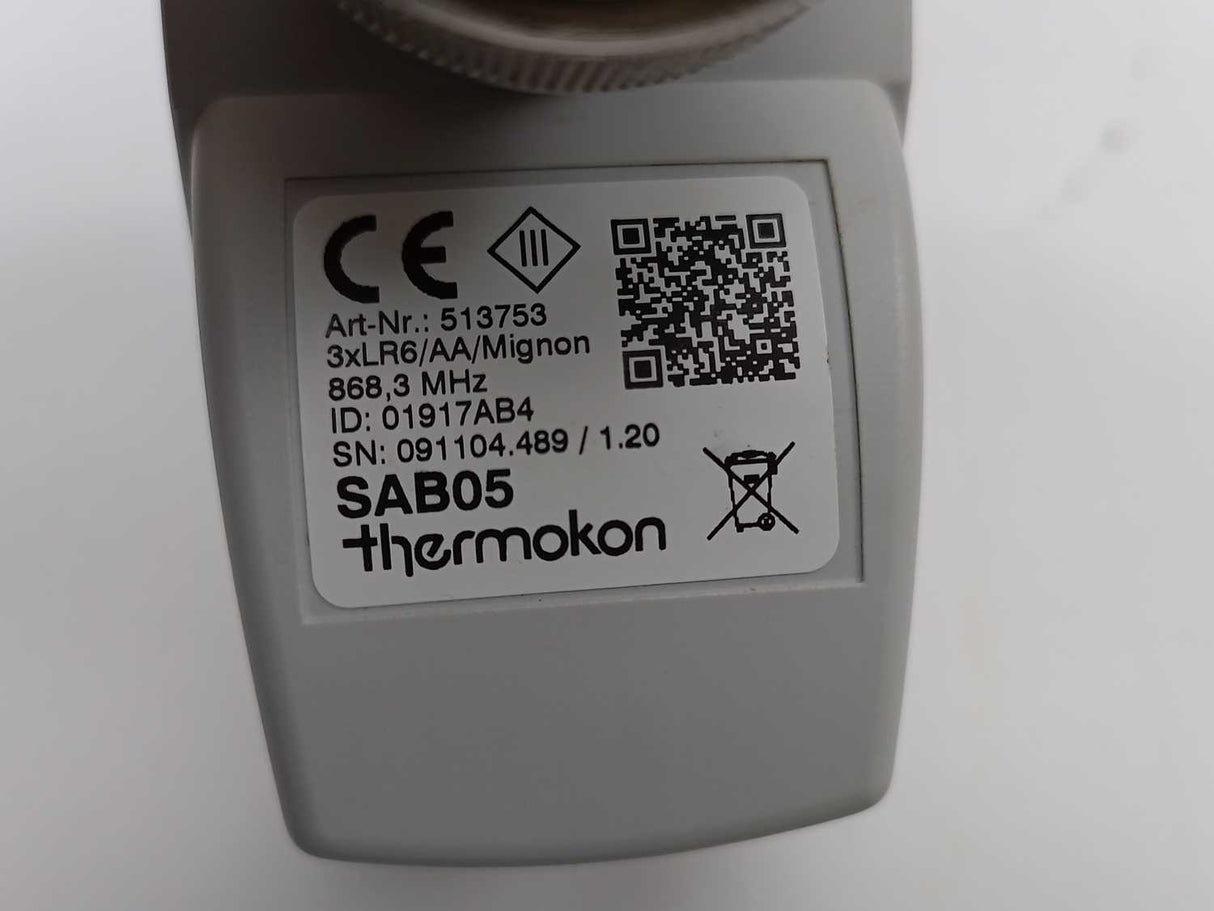 CE III
Art-Nr.: 513753
3xLR6/AA/Mignon
868,3 MHz
ID: 01917AB4
SN: 091104.489 / 1.20
SAB05
thermokon